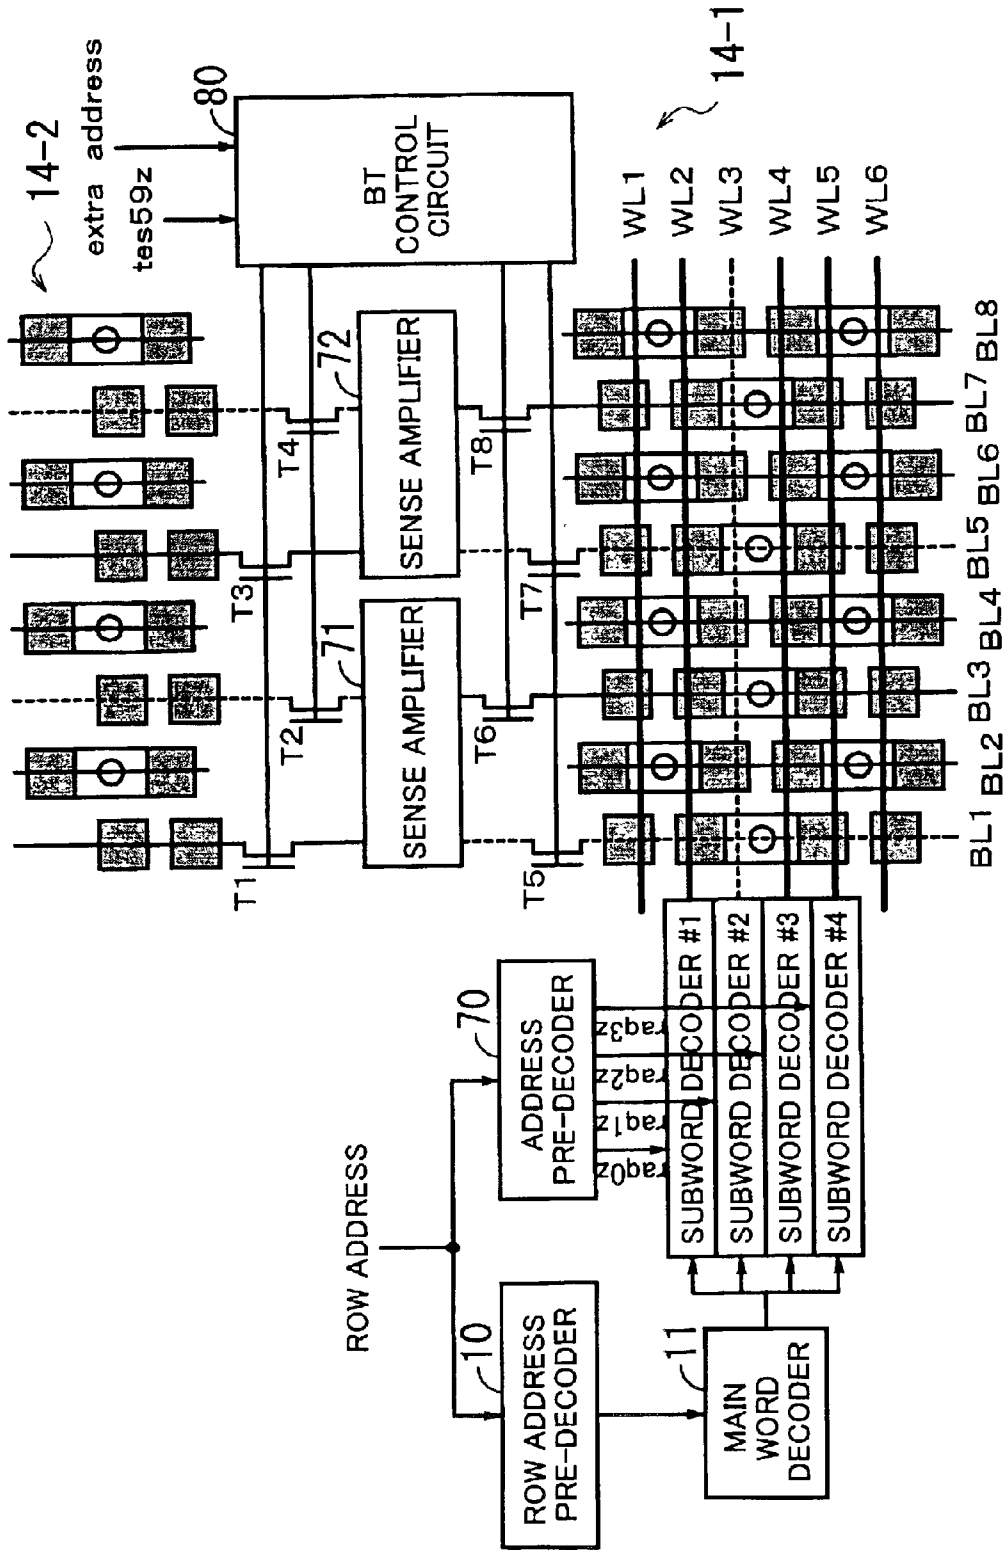 14-2
extra address
tes59z
80
BT
CONTROL
CIRCUIT
14-1
T1
T2
T3
T4
71
72
SENSE AMPLIFIER
SENSE AMPLIFIER
T5
T6
T7
T8
WL1
WL2
WL3
WL4
WL5
WL6
BL1
BL2
BL3
BL4
BL5
BL6
BL7
BL8
ROW ADDRESS
10
ROW ADDRESS
PRE-DECODER
70
ADDRESS
PRE-DECODER
raq0z
raq1z
raq2z
raq3z
11
MAIN
WORD
DECODER
SUBWORD DECODER #1
SUBWORD DECODER #2
SUBWORD DECODER #3
SUBWORD DECODER #4